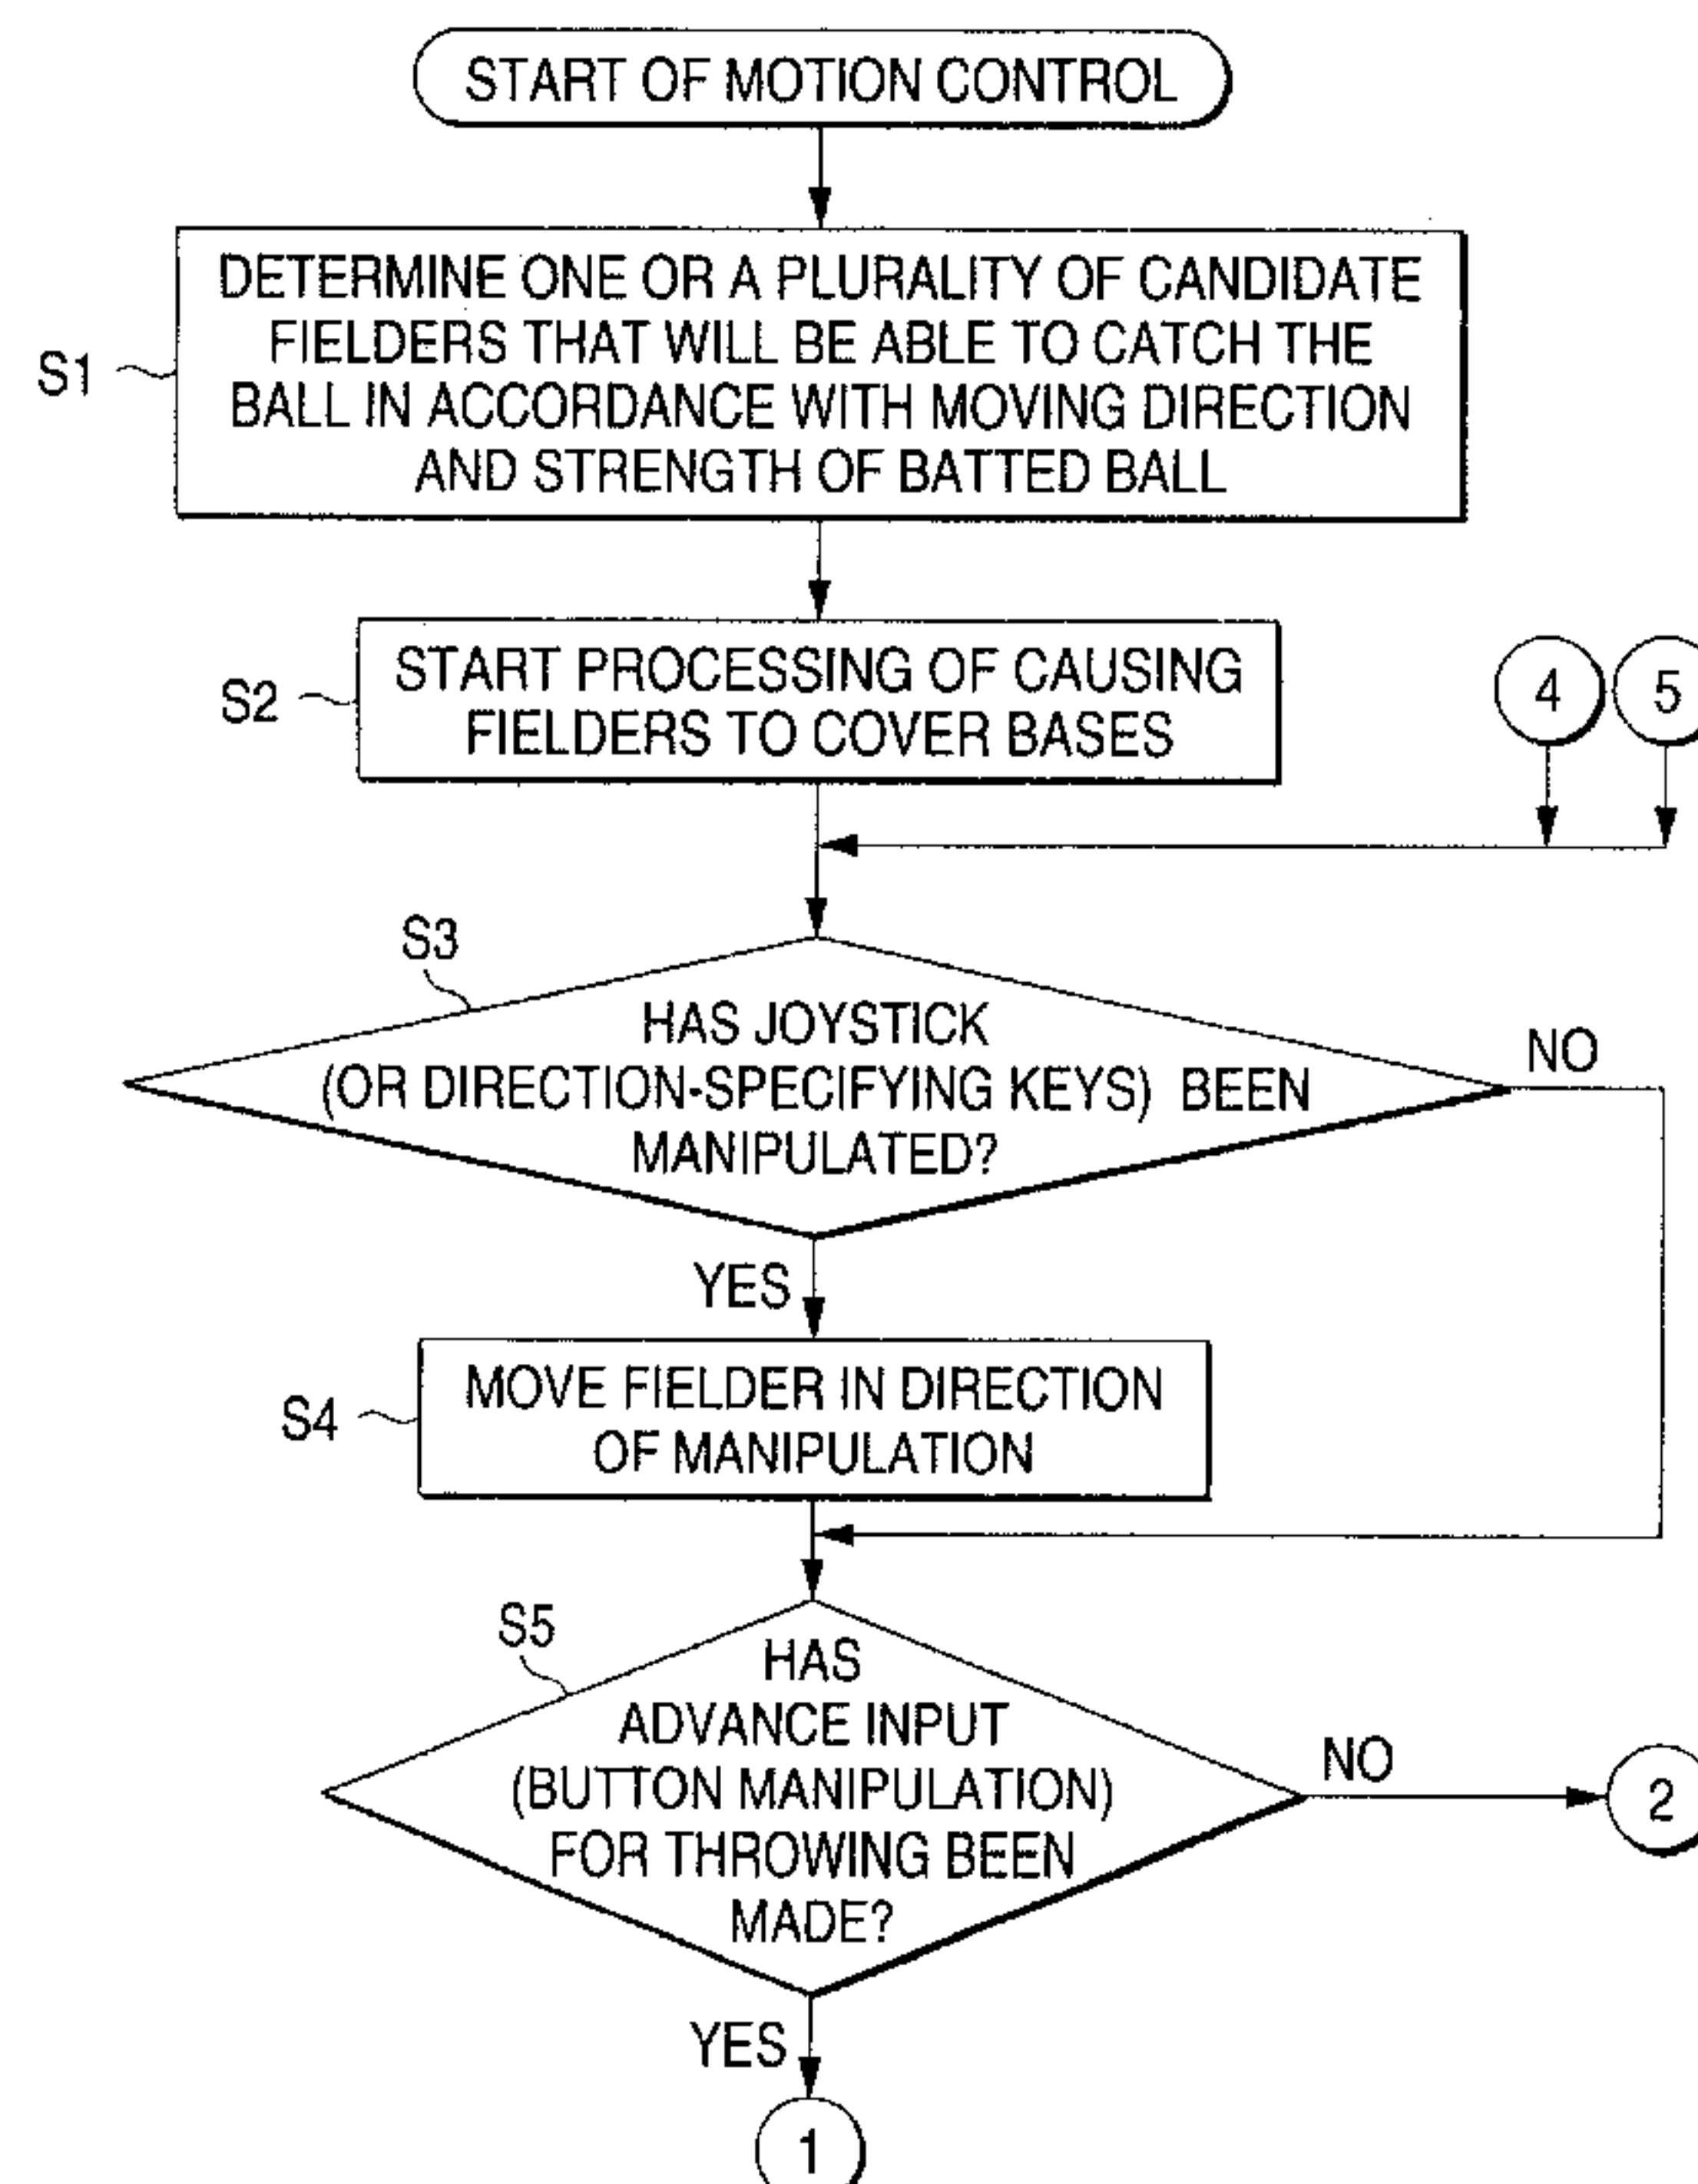 START OF MOTION CONTROL
DETERMINE ONE OR A PLURALITY OF CANDIDATE
FIELDERS THAT WILL BE ABLE TO CATCH THE
BALL IN ACCORDANCE WITH MOVING DIRECTION
AND STRENGTH OF BATTED BALL
S1
START PROCESSING OF CAUSING
FIELDERS TO COVER BASES
S2
4
5
S3
HAS JOYSTICK
(OR DIRECTION-SPECIFYING KEYS) BEEN
MANIPULATED?
NO
YES
MOVE FIELDER IN DIRECTION
OF MANIPULATION
S4
S5
HAS
ADVANCE INPUT
(BUTTON MANIPULATION)
FOR THROWING BEEN
MADE?
NO
2
YES
1